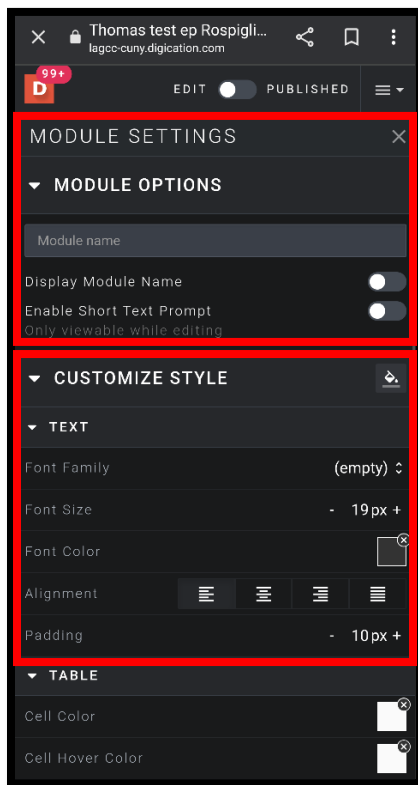 Thomas test ep Rospigli...
lagcc-cuny.digication.com
99+
D
EDIT PUBLISHED
MODULE SETTINGS
MODULE OPTIONS
Module name
Display Module Name
Enable Short Text Prompt
Only viewable while editing
CUSTOMIZE STYLE
TEXT
Font Family (empty)
Font Size - 19px +
Font Color
Alignment
Padding - 10px +
TABLE
Cell Color
Cell Hover Color